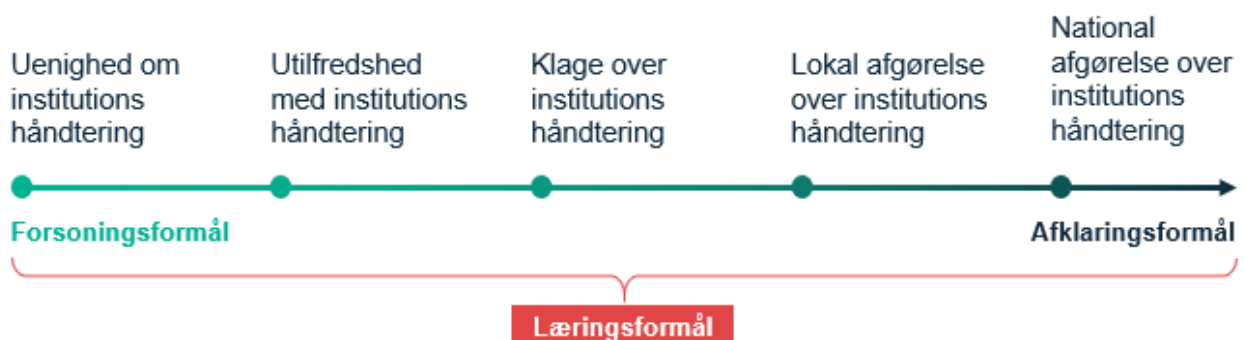 Uenighed om
institutions
håndtering
Utilfredshed
med institutions
håndtering
Klage over
institutions
håndtering
Lokal afgørelse
over institutions
håndtering
National
afgørelse over
institutions
håndtering
Forsoningsformål
Afklaringsformål
Læringsformål